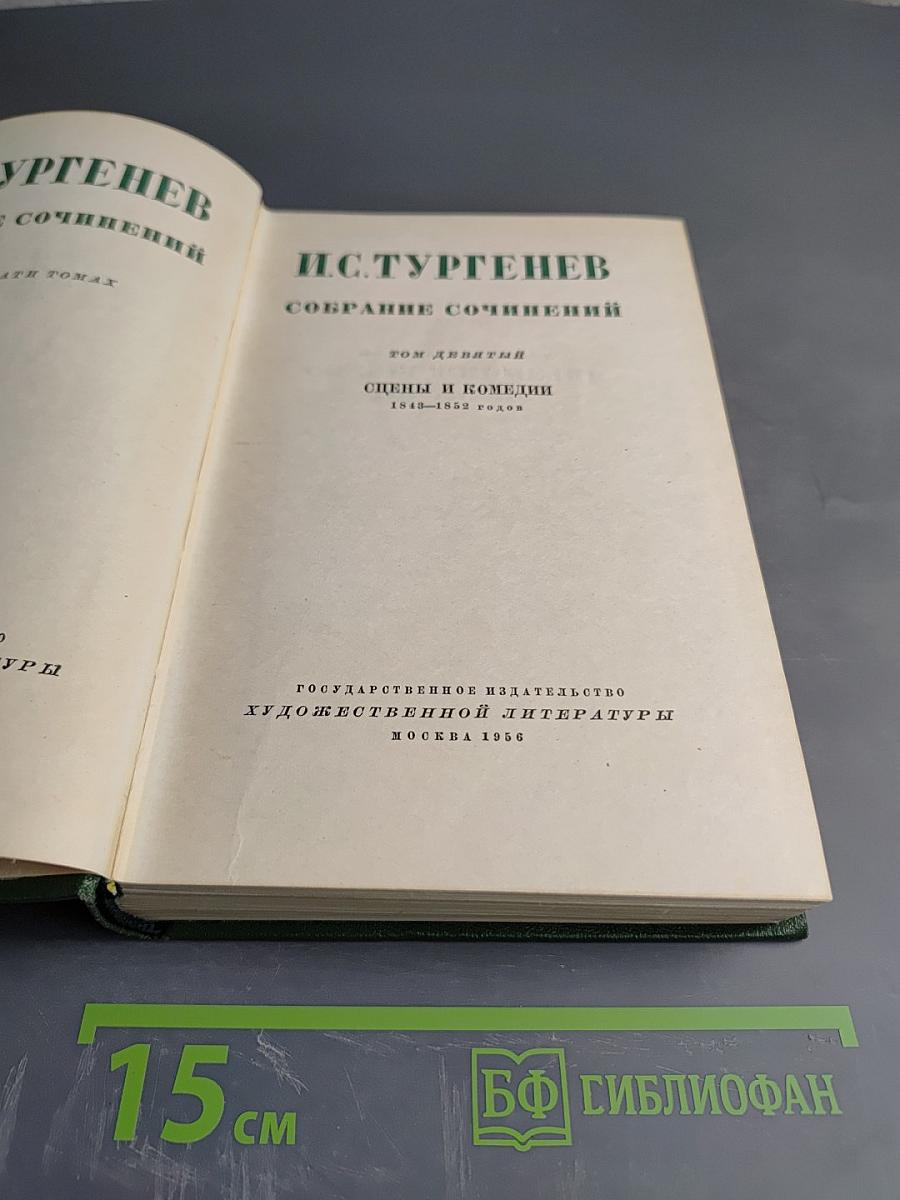 УРГЕНЕВ
Е СОЧИНЕНИЙ
АТИ ТОМАХ
О
ТУРЫ
И.С.ТУРГЕНЕВ
СОБРАНИЕ СОЧИНЕНИЙ
ТОМ ДЕВЯТЫЙ
СЦЕНЫ И КОМЕДИИ
1843—1852 годов
ГОСУДАРСТВЕННОЕ ИЗДАТЕЛЬСТВО
ХУДОЖЕСТВЕННОЙ ЛИТЕРАТУРЫ
МОСКВА 1956
15 см
БФ БИБЛИОФАН